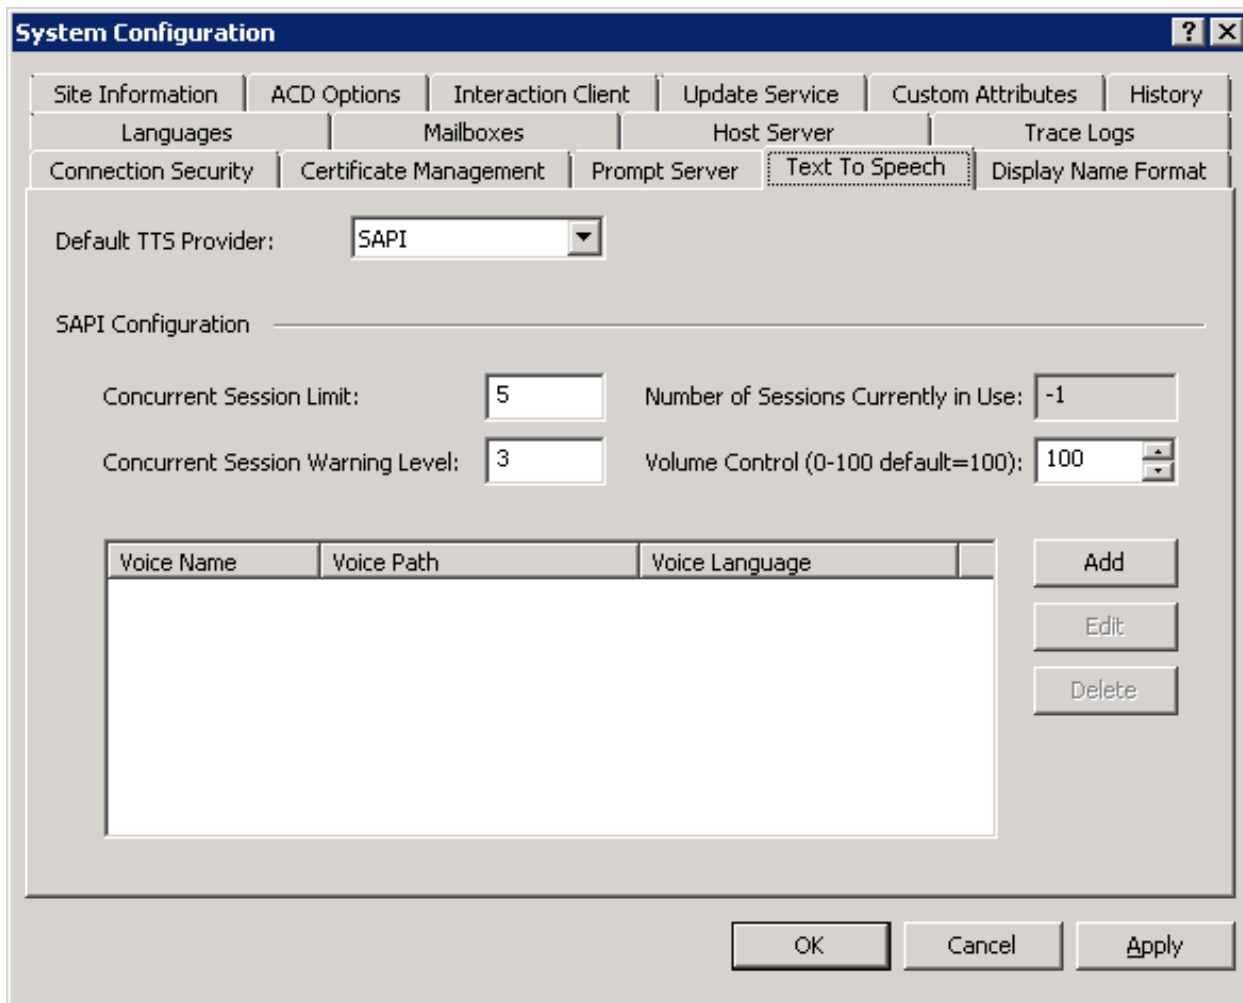 System Configuration
Site Information ACD Options Interaction Client Update Service Custom Attributes History
Languages Mailboxes Host Server Trace Logs
Connection Security Certificate Management Prompt Server Text To Speech Display Name Format
Default TTS Provider: SAPI
SAPI Configuration
Concurrent Session Limit: 5 Number of Sessions Currently in Use: -1
Concurrent Session Warning Level: 3 Volume Control (0-100 default=100): 100
Voice Name Voice Path Voice Language Add
Edit
Delete
OK Cancel Apply